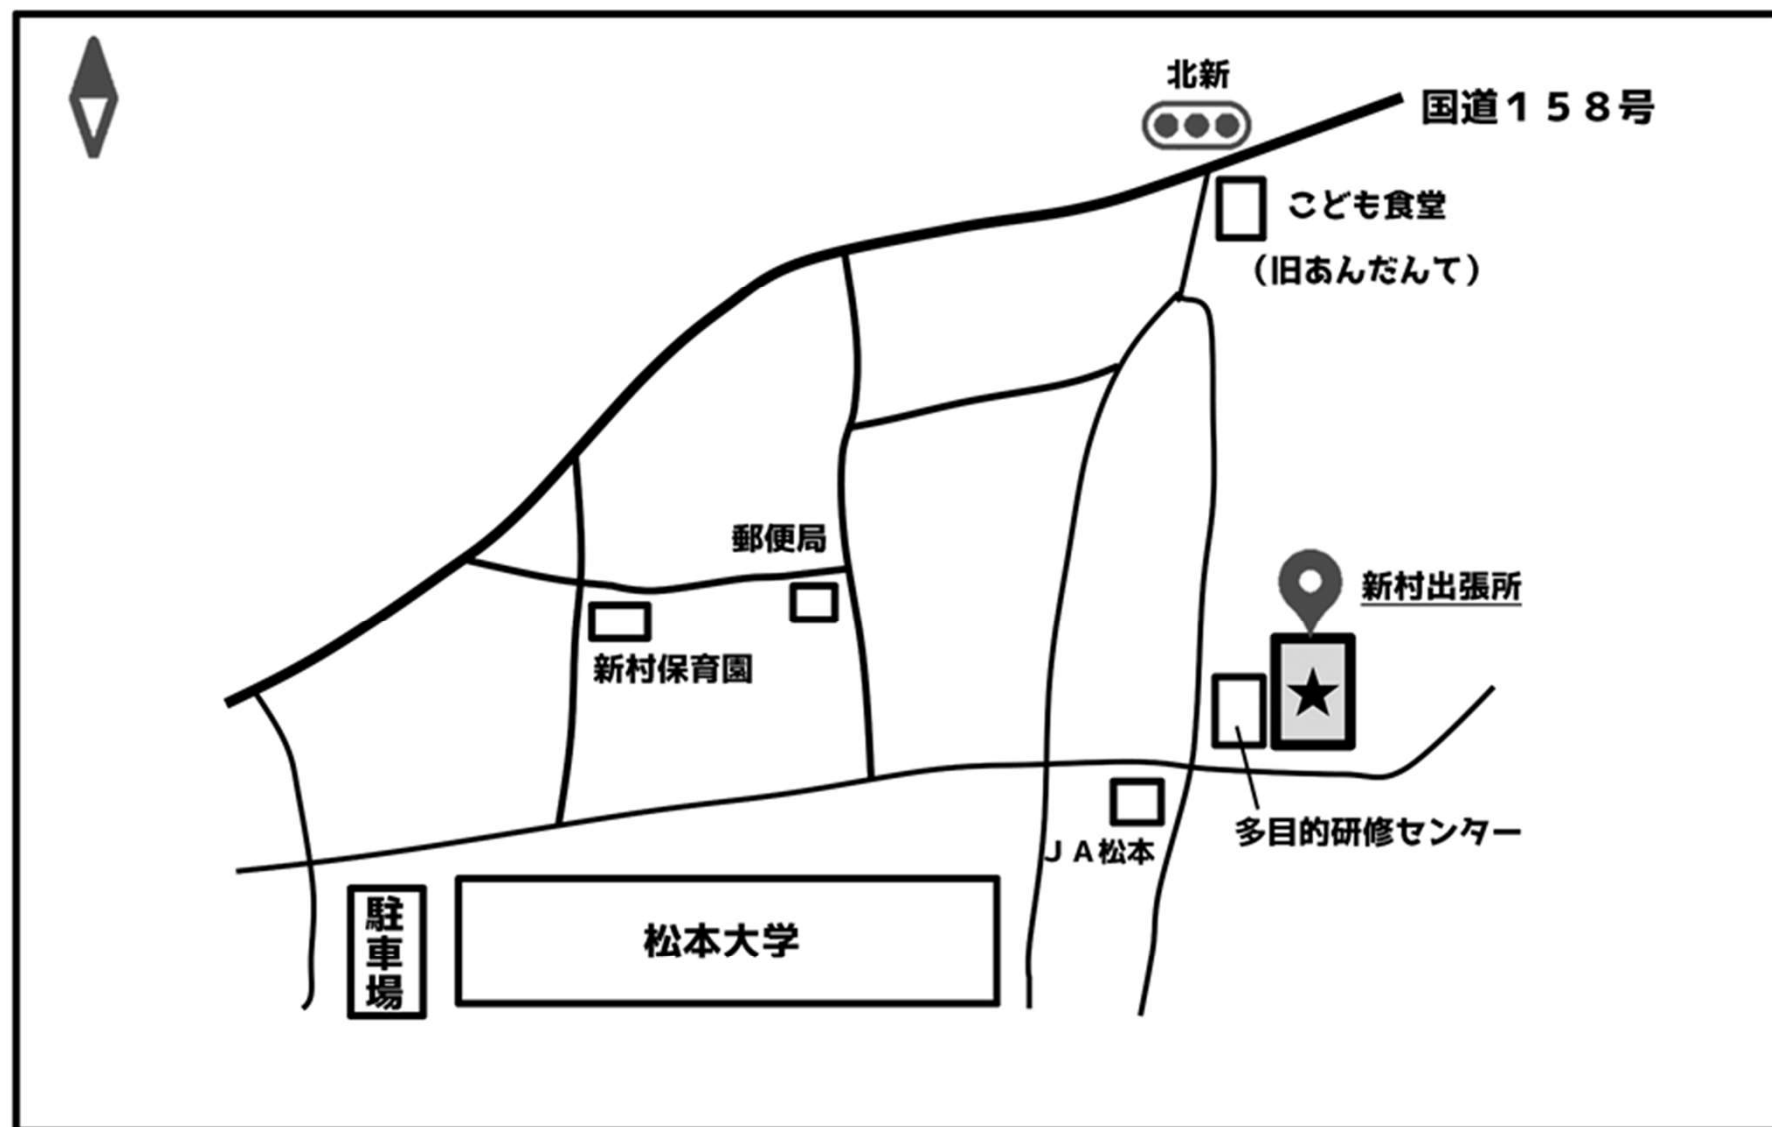 北新
国道１５８号
こども食堂
（旧あんだんて）
郵便局
新村出張所
新村保育園
多目的研修センター
ＪＡ松本
駐車場
松本大学